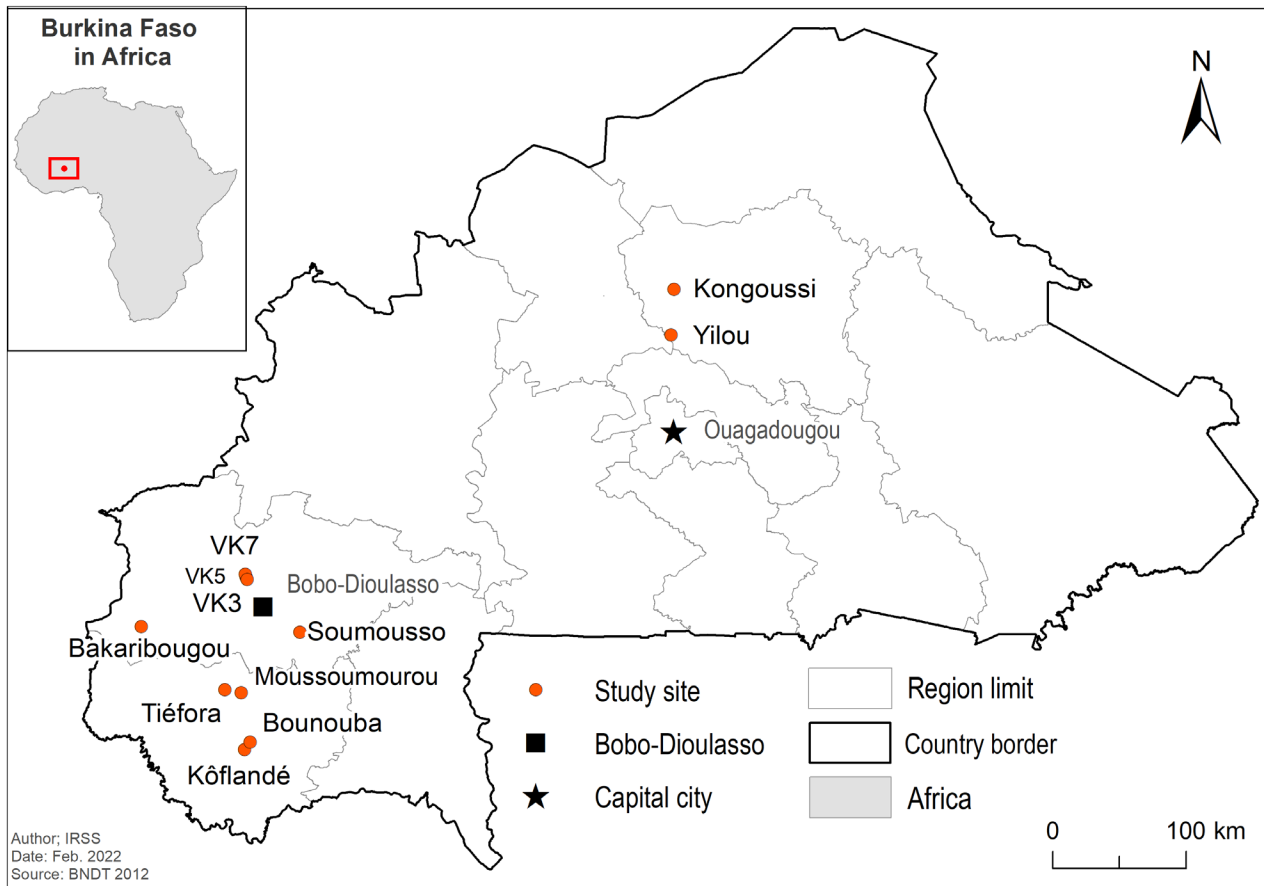 Burkina Faso
in Africa
N
Kongoussi
Yilou
Ouagadougou
VK7
VK5
Bobo-Dioulasso
VK3
Soumousso
Bakaribougou
Moussoumourou
Tiéfora
Bounouba
Kôflandé
Study site
Region limit
Bobo-Dioulasso
Country border
Capital city
Africa
0 100 km
Author; IRSS
Date: Feb. 2022
Source: BNDT 2012